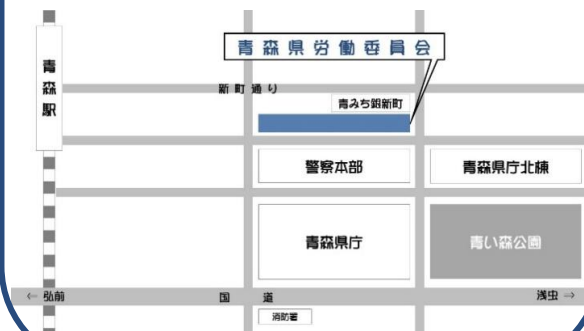 青森県労働委員会
青森駅
新町通り
青みち銀新町
警察本部
青森県庁北棟
青森県庁
青い森公園
← 弘前
国道
浅虫 ⇒
消防署